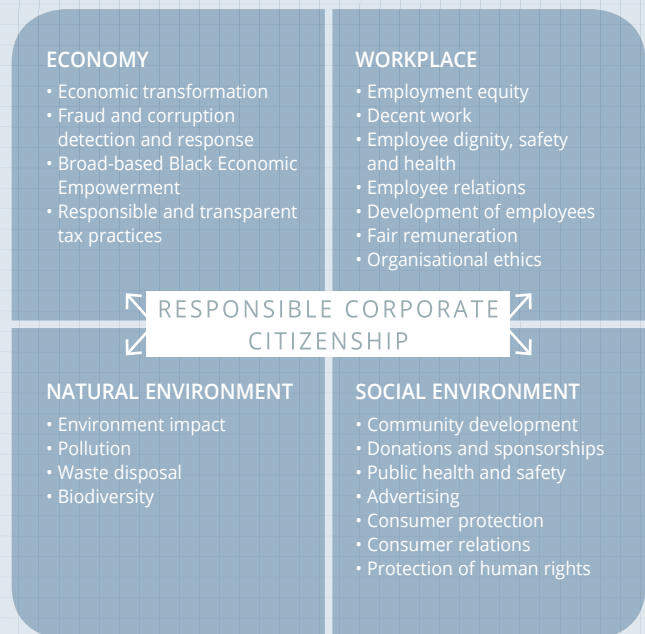 ECONOMY
• Economic transformation
• Fraud and corruption
detection and response
• Broad-based Black Economic
Empowerment
• Responsible and transparent
tax practices
WORKPLACE
• Employment equity
• Decent work
• Employee dignity, safety
and health
• Employee relations
• Development of employees
• Fair remuneration
• Organisational ethics
RESPONSIBLE CORPORATE
CITIZENSHIP
NATURAL ENVIRONMENT
• Environment impact
• Pollution
• Waste disposal
• Biodiversity
SOCIAL ENVIRONMENT
• Community development
• Donations and sponsorships
• Public health and safety
• Advertising
• Consumer protection
• Consumer relations
• Protection of human rights